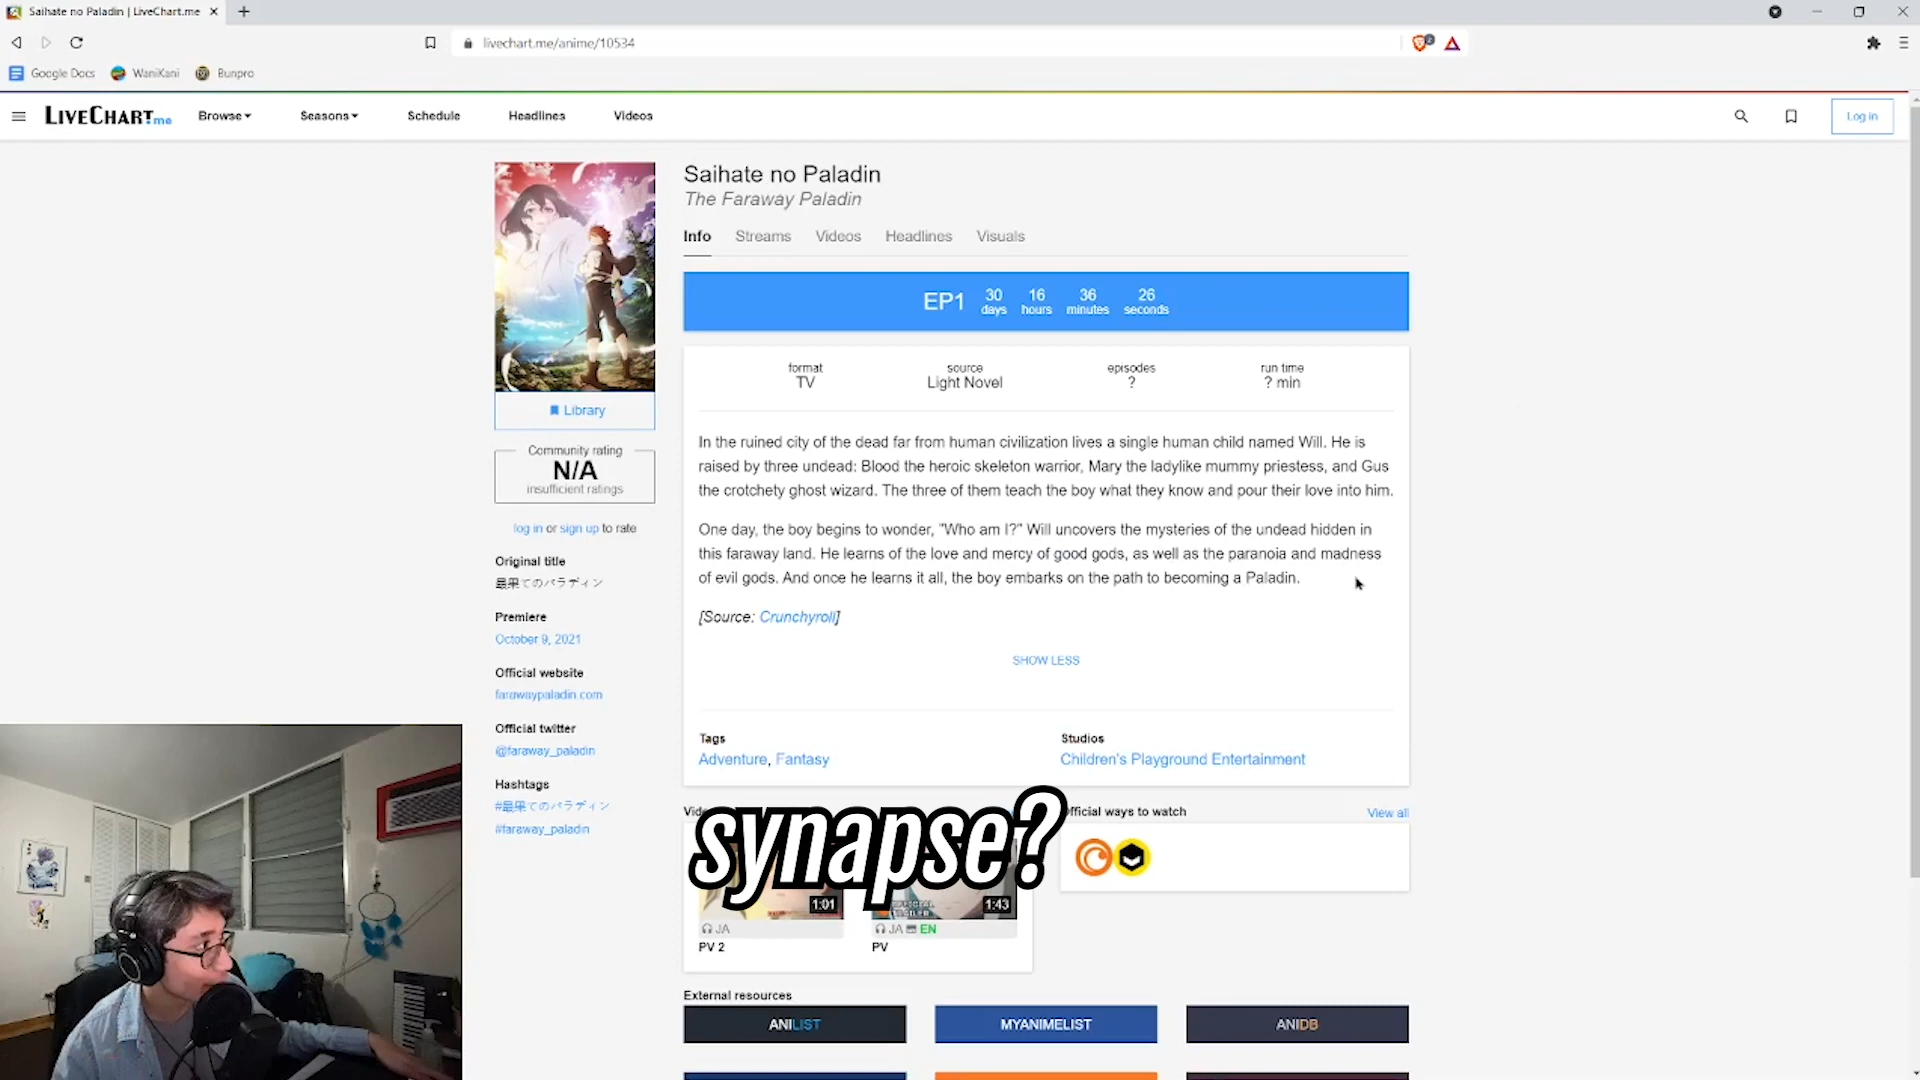 Saihate no Paladin | LiveChart.me
livechart.me/anime/10534
Google Docs
WaniKani
Bunpro
LIVECHART.me
Browse
Seasons
Schedule
Headlines
Videos
Log in
Saihate no Paladin
The Faraway Paladin
Info
Streams
Videos
Headlines
Visuals
EP1
30 days
16 hours
36 minutes
26 seconds
format
TV
source
Light Novel
episodes
?
run time
? min
In the ruined city of the dead far from human civilization lives a single human child named Will. He is
raised by three undead: Blood the heroic skeleton warrior, Mary the ladylike mummy priestess, and Gus
the crotchety ghost wizard. The three of them teach the boy what they know and pour their love into him.
One day, the boy begins to wonder, "Who am I?" Will uncovers the mysteries of the undead hidden in
this faraway land. He learns of the love and mercy of good gods, as well as the paranoia and madness
of evil gods. And once he learns it all, the boy embarks on the path to becoming a Paladin.
[Source: Crunchyroll]
SHOW LESS
Tags
Adventure, Fantasy
Studios
Children's Playground Entertainment
Library
Community rating
N/A
insufficient ratings
log in or sign up to rate
Original title
最果てのパラディン
Premiere
October 9, 2021
Official website
farawaypaladin.com
Official twitter
@faraway_paladin
Hashtags
#最果てのパラディン
#faraway_paladin
synapse?
Official ways to watch
View all
1:01
JA
PV 2
1:43
JA EN
PV
External resources
ANILIST
MYANIMELIST
ANIDB